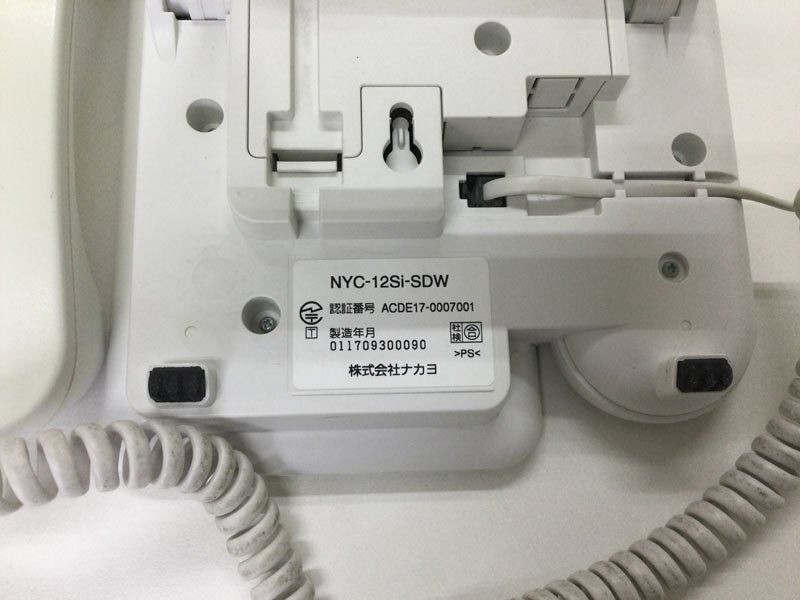 NYC-12Si-SDW
認証番号 ACDE17-0007001
T
製造年月
011709300090
社検 合
>PS<
株式会社ナカヨ